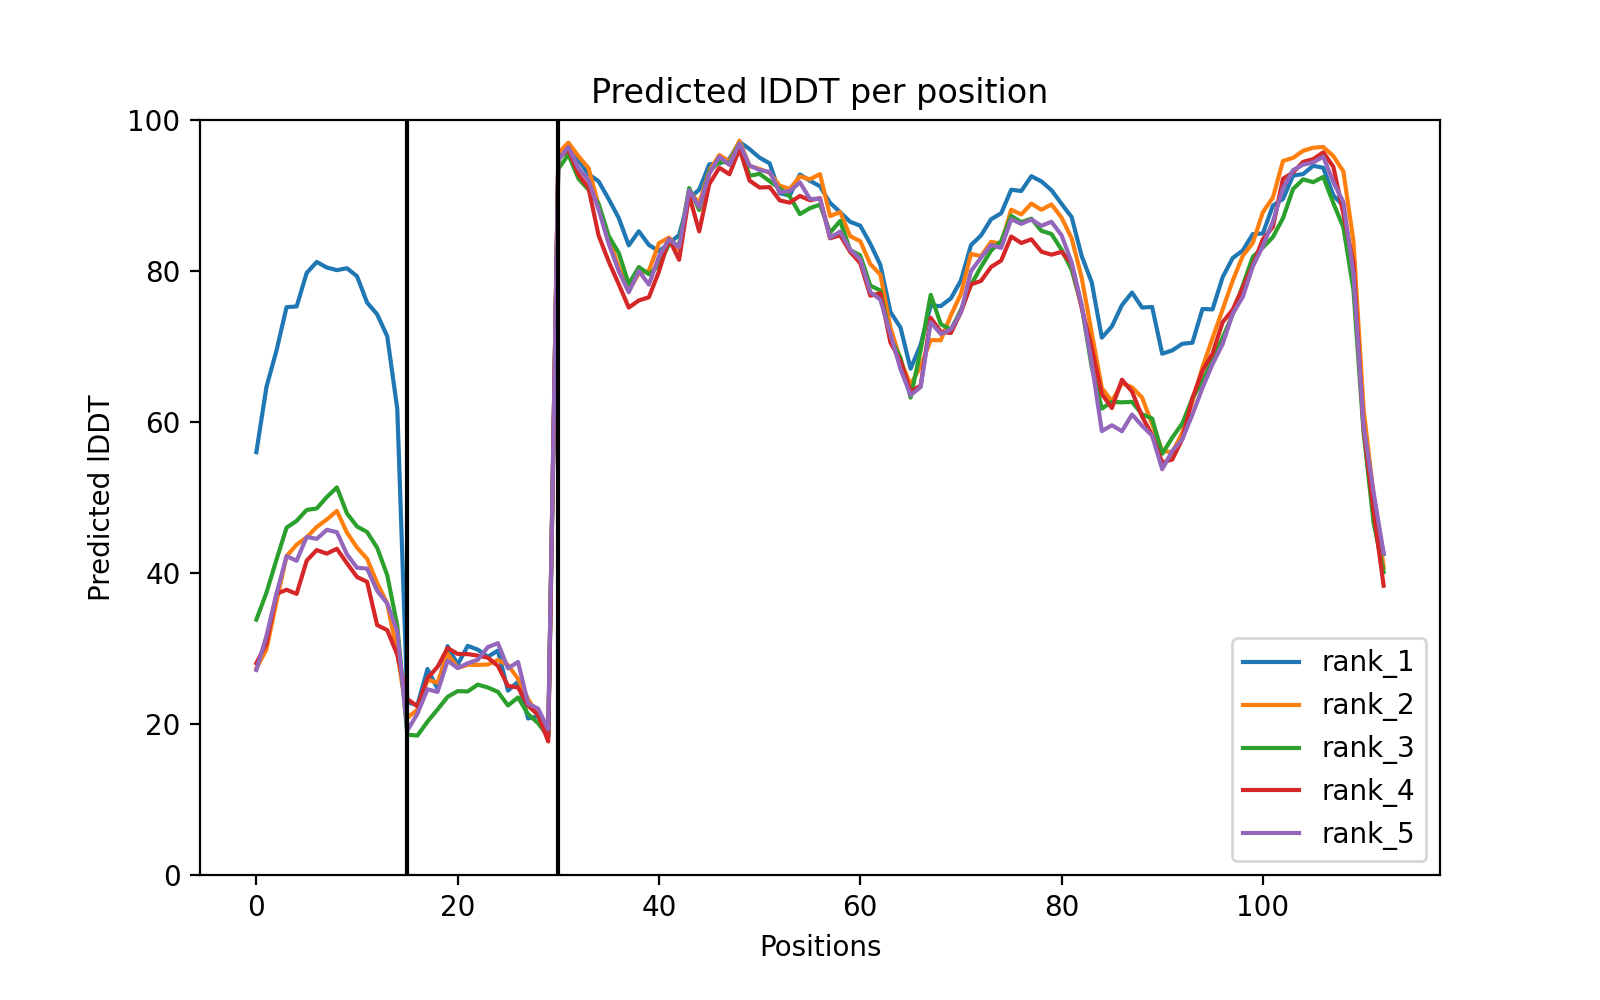 Predicted lDDT per position
Predicted lDDT
100
80
60
40
20
0
0 20 40 60 80 100
Positions
rank_1
rank_2
rank_3
rank_4
rank_5